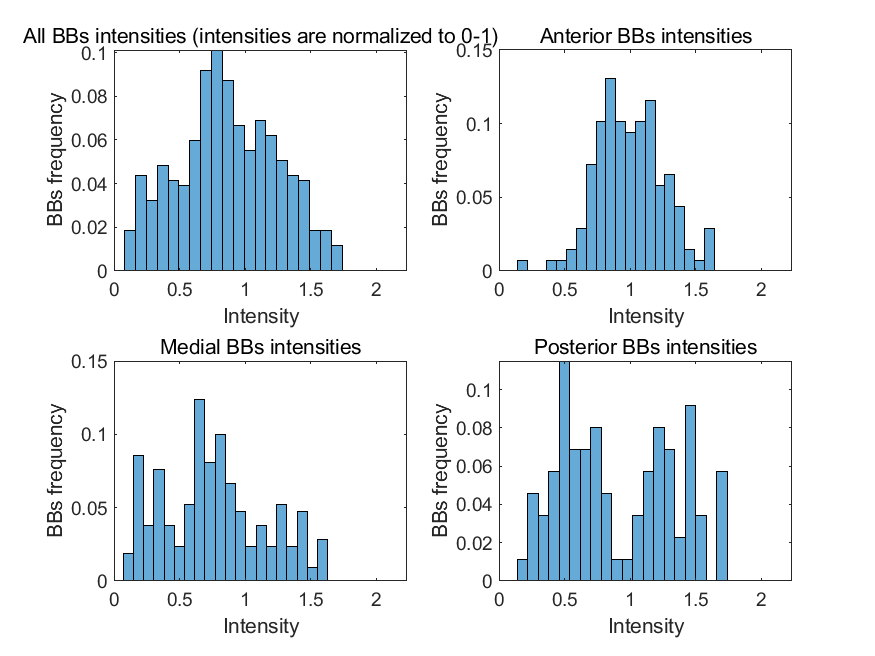 All BBs intensities (intensities are normalized to 0-1)
BBs frequency
0.1
0.08
0.06
0.04
0.02
0
0 0.5 1 1.5 2
Intensity
Anterior BBs intensities
BBs frequency
0.15
0.1
0.05
0
0 0.5 1 1.5 2
Intensity
Medial BBs intensities
BBs frequency
0.15
0.1
0.05
0
0 0.5 1 1.5 2
Intensity
Posterior BBs intensities
BBs frequency
0.1
0.08
0.06
0.04
0.02
0
0 0.5 1 1.5 2
Intensity